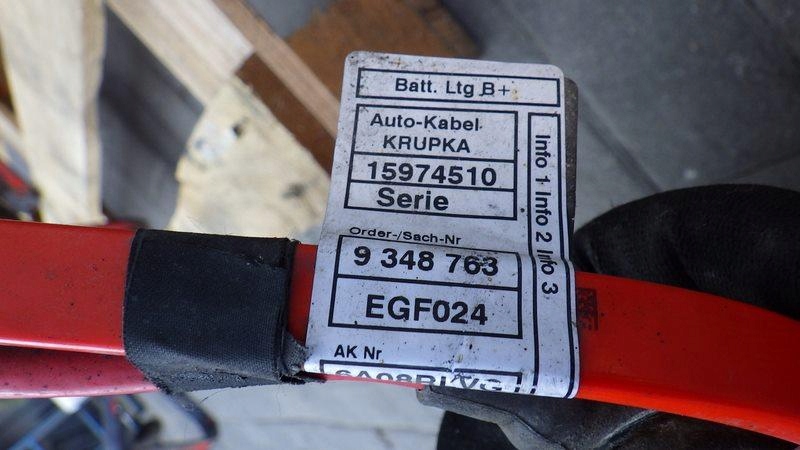 Batt. Ltg B+
Auto-Kabel
KRUPKA
15974510
Serie
Info 1 Info 2 Info 3
Order-/Sach-Nr
9 348 763
EGF024
AK Nr